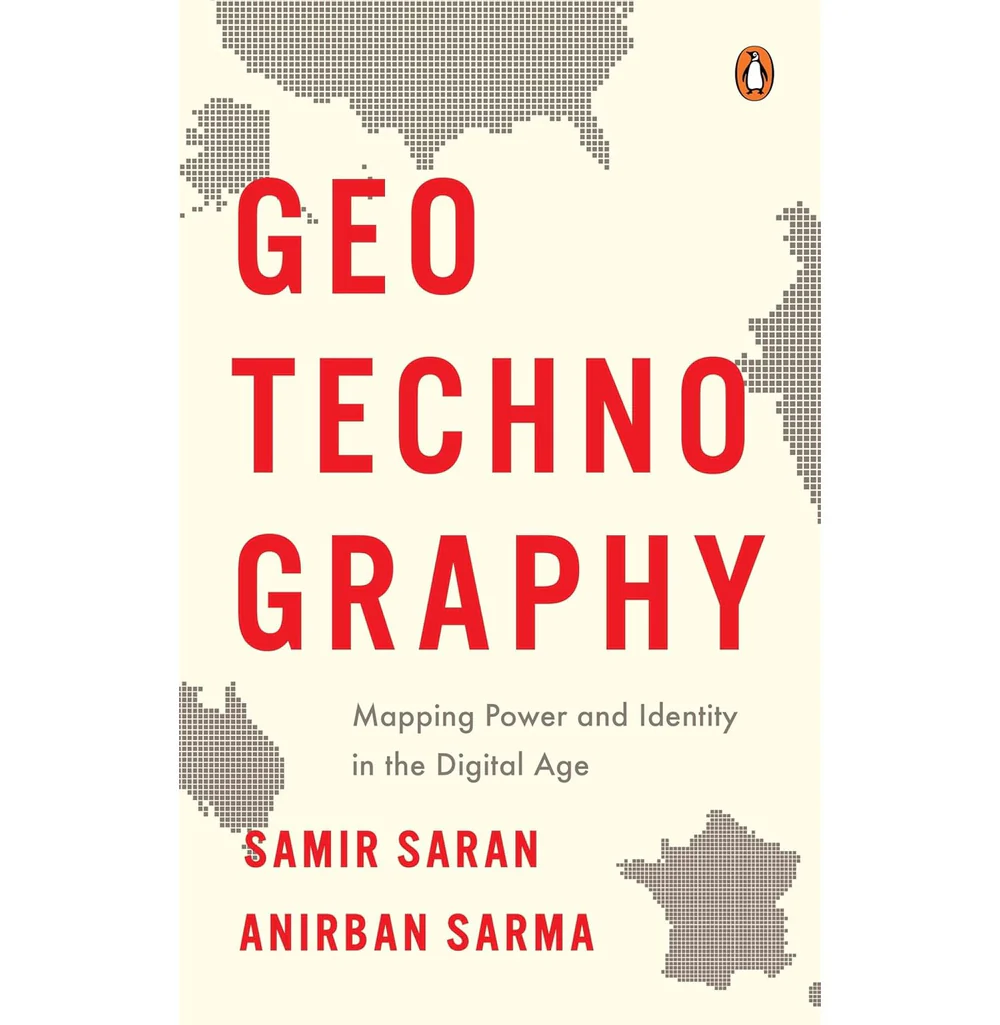 GEO
TECHNO
GRAPHY
Mapping Power and Identity
in the Digital Age
SAMIR SARAN
ANIRBAN SARMA